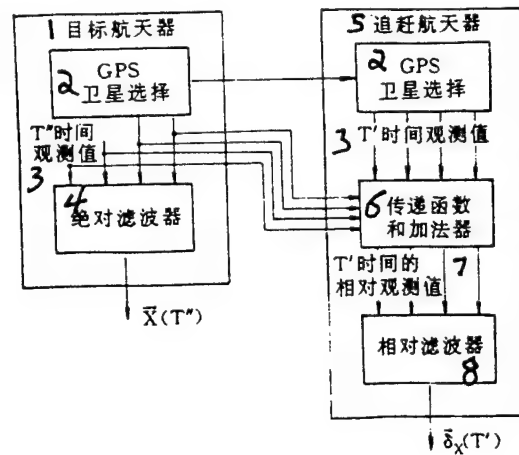 1 目标航天器
2 GPS
卫星选择
T″时间
观测值
3
4 绝对滤波器
X̄(T″)
5 追赶航天器
2 GPS
卫星选择
3 T′时间观测值
6 传递函数
和加法器
T′时间的
相对观测值
7
相对滤波器
8
δ̄x(T′)